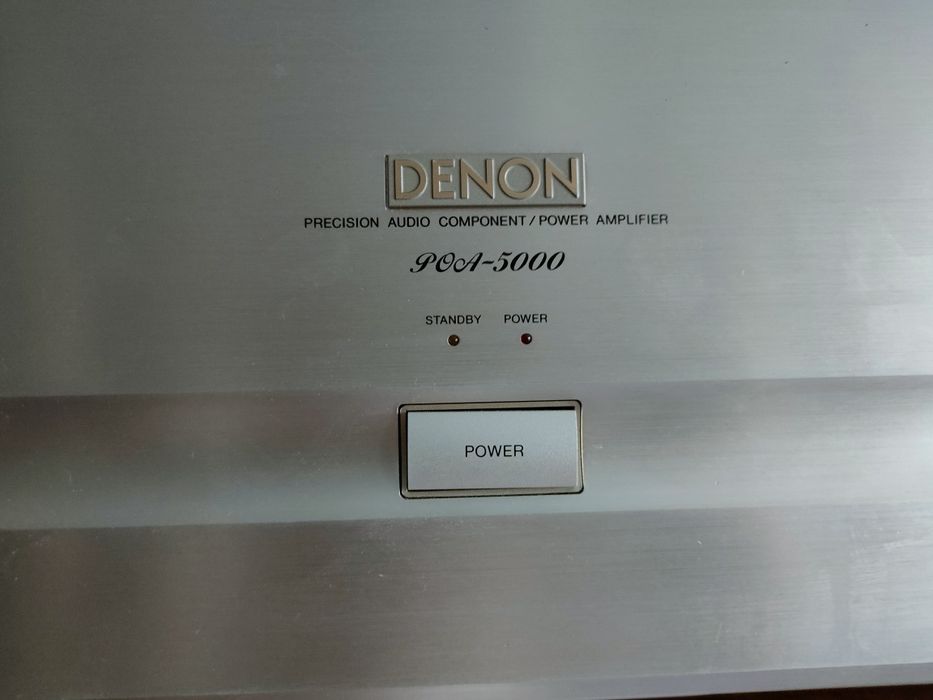 DENON
PRECISION AUDIO COMPONENT / POWER AMPLIFIER
POA-5000
STANDBY POWER
POWER